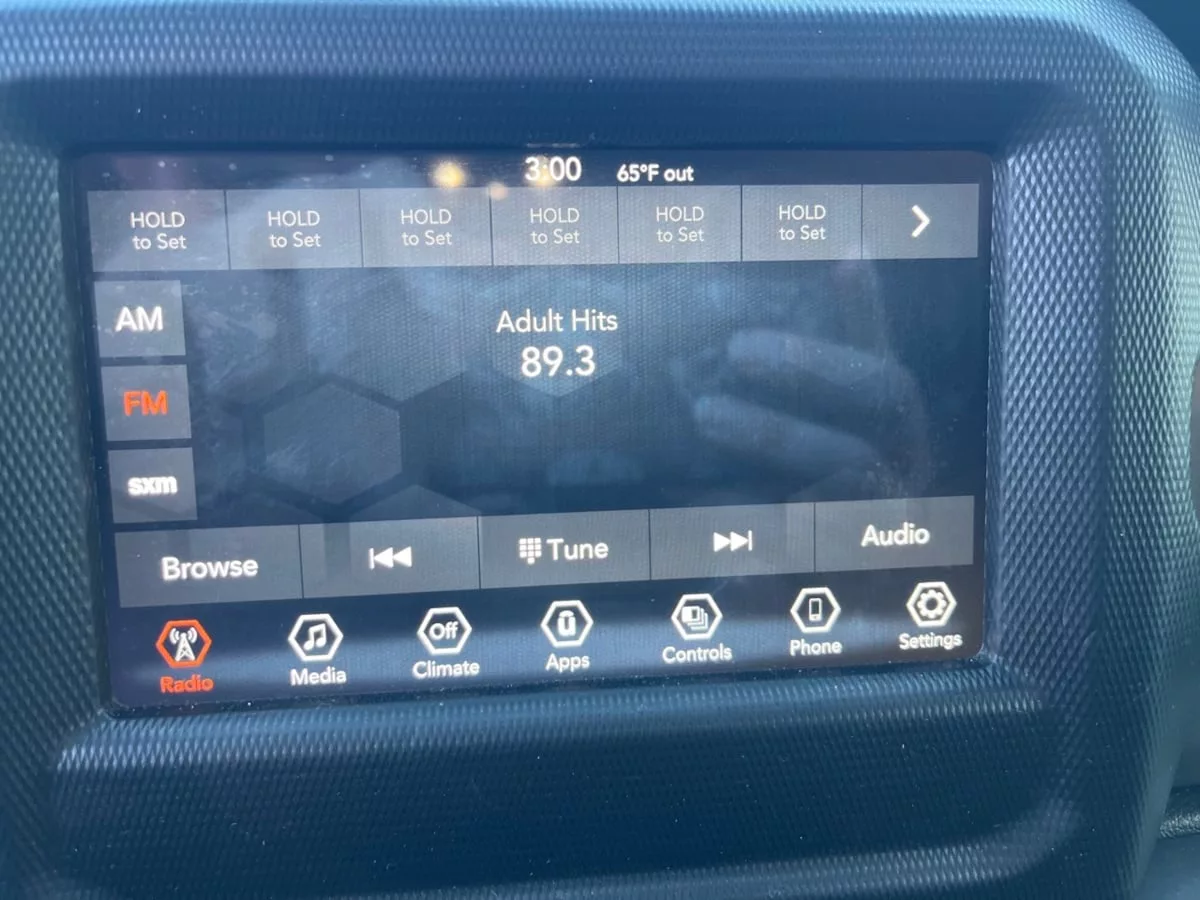 3:00 65°F out
HOLD HOLD HOLD HOLD HOLD HOLD
to Set to Set to Set to Set to Set to Set
AM
Adult Hits
89.3
FM
sxm
Browse Tune Audio
Off
Radio Media Climate Apps Controls Phone Settings